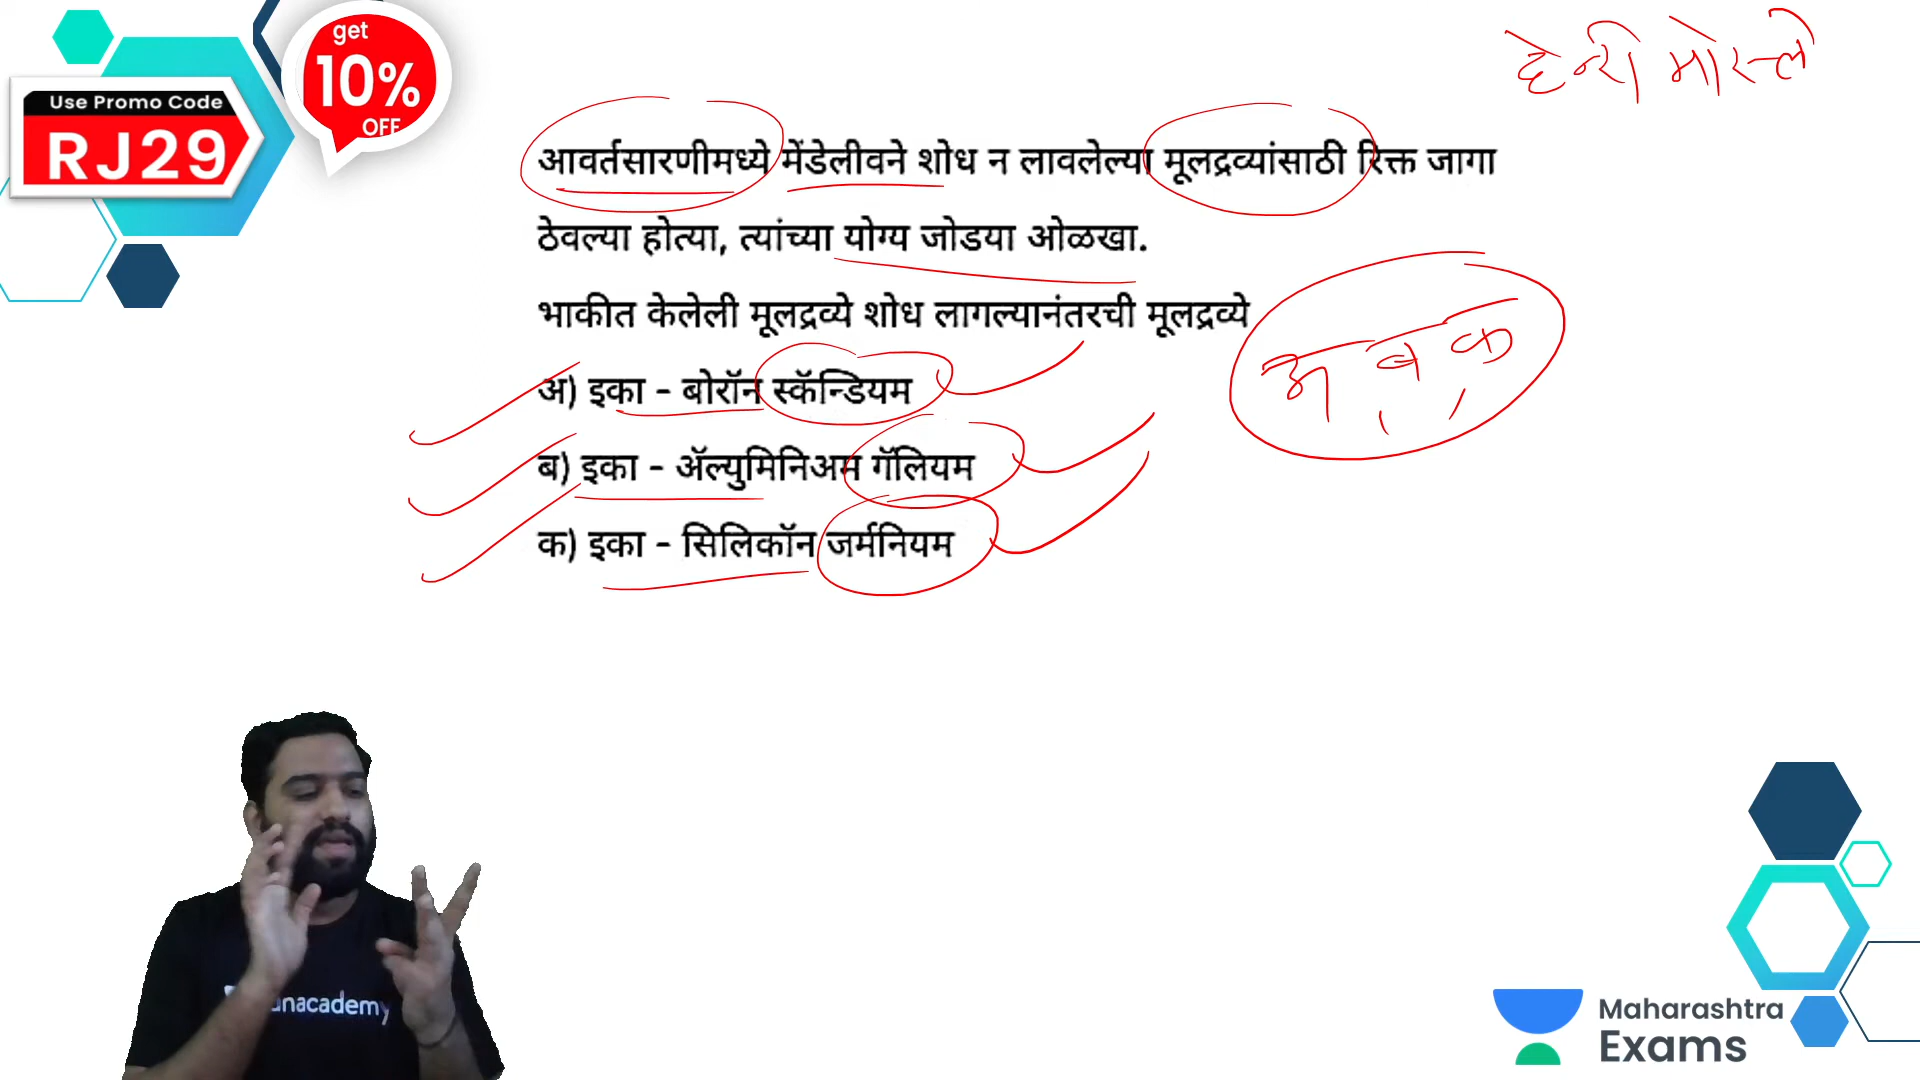 get
10%
OFF
Use Promo Code
RJ29
हेन्री मोस्ले
आवर्तसारणीमध्ये मेंडेलीवने शोध न लावलेल्या मूलद्रव्यांसाठी रिक्त जागा
ठेवल्या होत्या, त्यांच्या योग्य जोडया ओळखा.
भाकीत केलेली मूलद्रव्ये शोध लागल्यानंतरची मूलद्रव्ये
अ, ब, क
अ) इका - बोरॉन स्कॅन्डियम
ब) इका - ॲल्युमिनिअम गॅलियम
क) इका - सिलिकॉन जर्मनियम
unacademy
Maharashtra
Exams